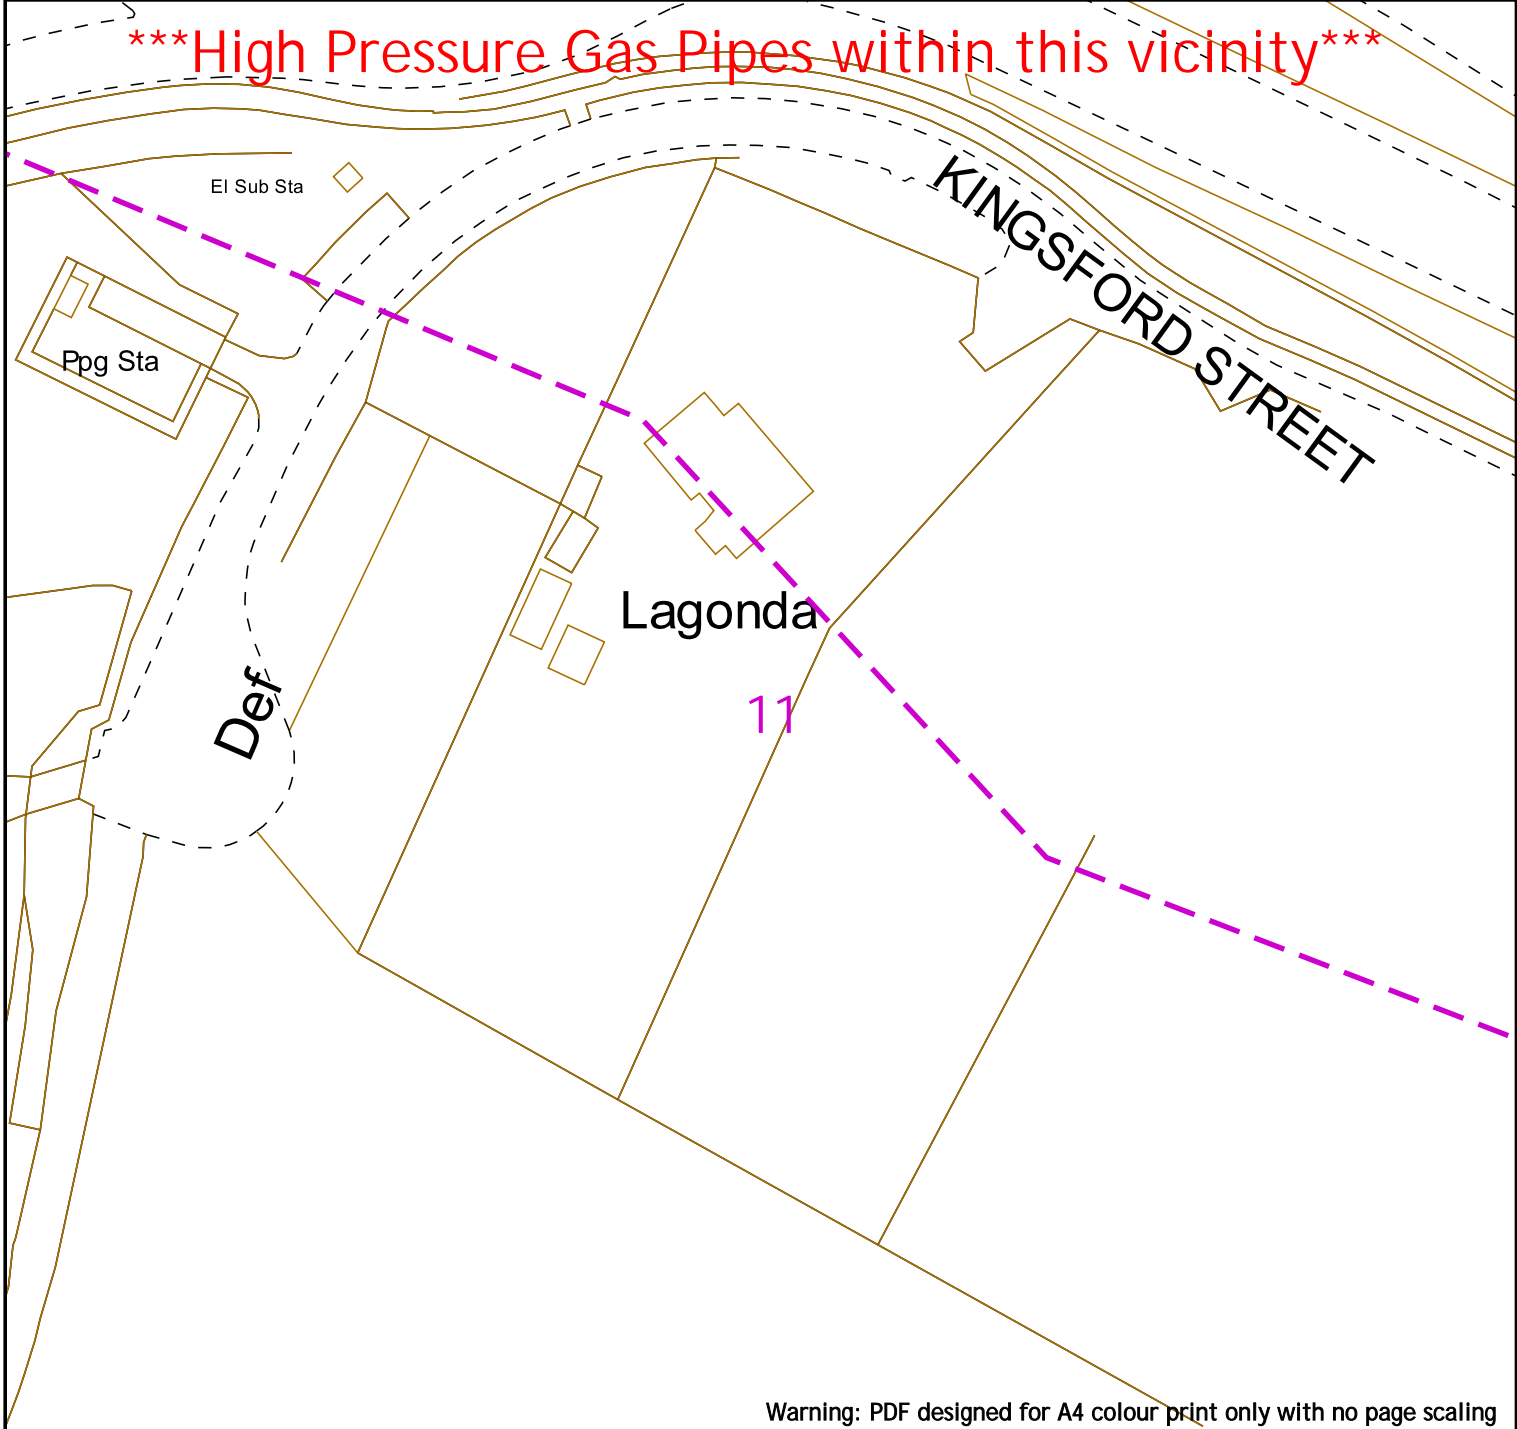 ***High Pressure Gas Pipes within this vicinity***
El Sub Sta
KINGSFORD STREET
Ppg Sta
Lagonda
Def
11
Warning: PDF designed for A4 colour print only with no page scaling